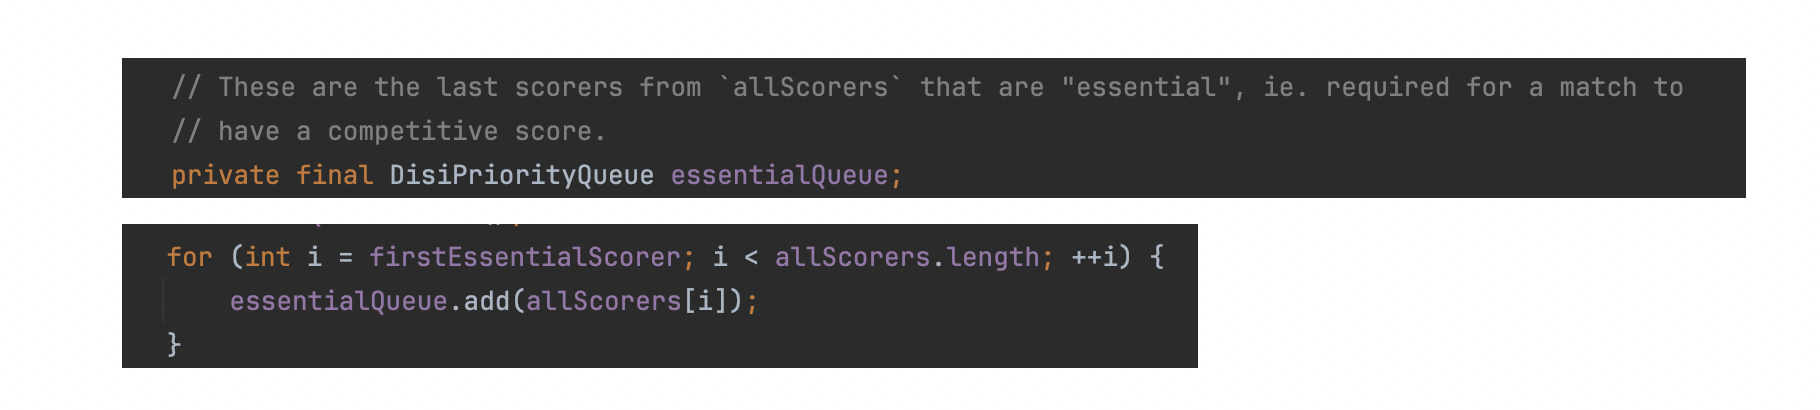 // These are the last scorers from `allScorers` that are "essential", ie. required for a match to
// have a competitive score.
private final DisiPriorityQueue essentialQueue;
for (int i = firstEssentialScorer; i < allScorers.length; ++i) {
essentialQueue.add(allScorers[i]);
}